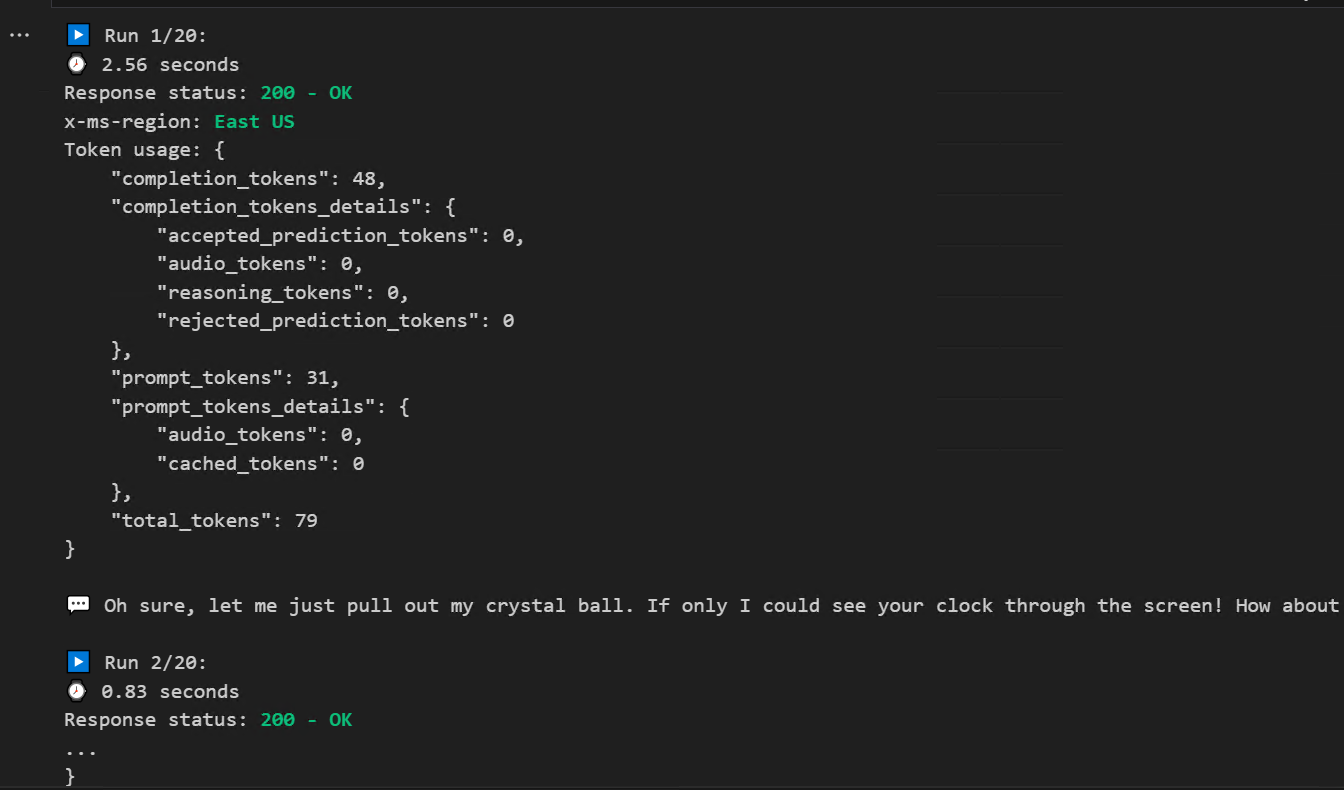 ...
Run 1/20:
2.56 seconds
Response status: 200 - OK
x-ms-region: East US
Token usage: {
    "completion_tokens": 48,
    "completion_tokens_details": {
        "accepted_prediction_tokens": 0,
        "audio_tokens": 0,
        "reasoning_tokens": 0,
        "rejected_prediction_tokens": 0
    },
    "prompt_tokens": 31,
    "prompt_tokens_details": {
        "audio_tokens": 0,
        "cached_tokens": 0
    },
    "total_tokens": 79
}
Oh sure, let me just pull out my crystal ball. If only I could see your clock through the screen! How about
Run 2/20:
0.83 seconds
Response status: 200 - OK
...
}